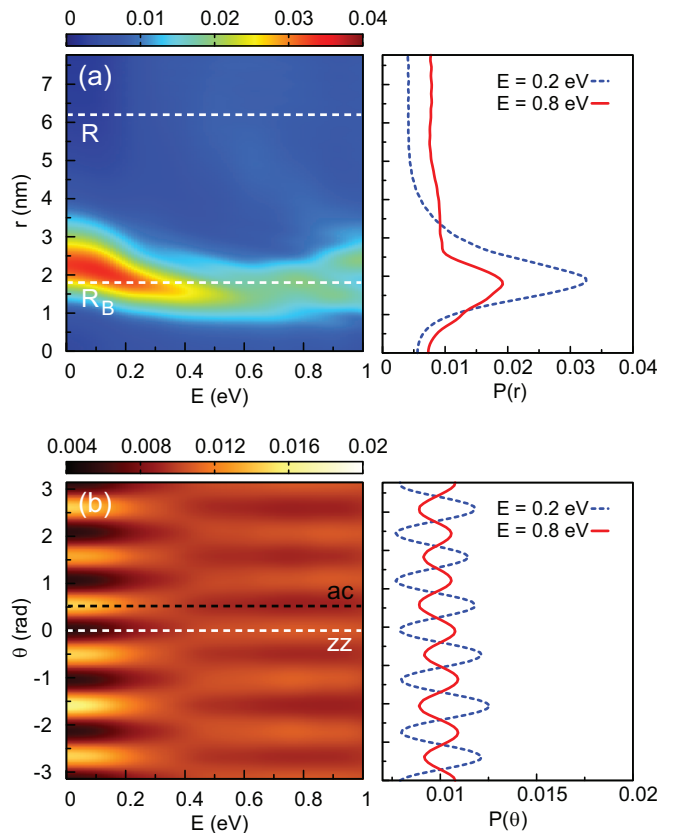 0 0.01 0.02 0.03 0.04
(a)
7
6
5
4
3
2
1
0
r (nm)
R
R_B
0 0.2 0.4 0.6 0.8 1
E (eV)
E = 0.2 eV
E = 0.8 eV
0 0.01 0.02 0.03 0.04
P(r)
0.004 0.008 0.012 0.016 0.02
(b)
3
2
1
0
-1
-2
-3
θ (rad)
ac
zz
0 0.2 0.4 0.6 0.8 1
E (eV)
E = 0.2 eV
E = 0.8 eV
0.01 0.015 0.02
P(θ)